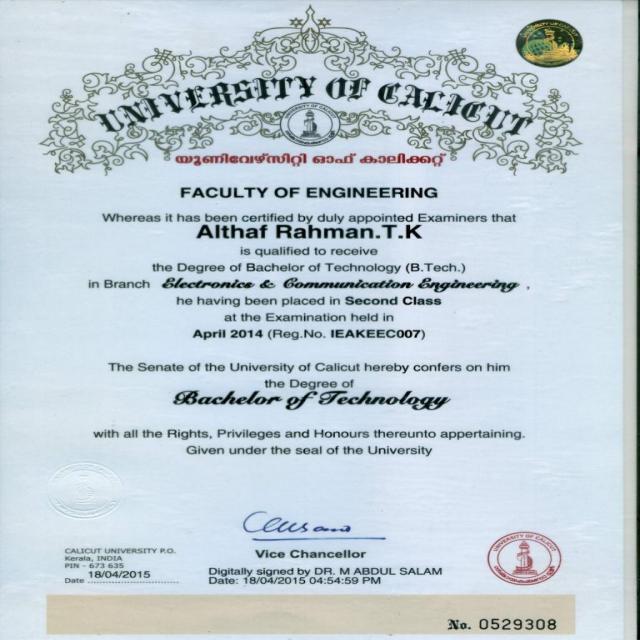 UNIVERSITY OF CALICUT
യൂണിവേഴ്സിറ്റി ഓഫ് കാലിക്കറ്റ്
FACULTY OF ENGINEERING
Whereas it has been certified by duly appointed Examiners that
Althaf Rahman.T.K
is qualified to receive
the Degree of Bachelor of Technology (B.Tech.)
in Branch Electronics & Communication Engineering ,
he having been placed in Second Class
at the Examination held in
April 2014 (Reg.No. IEAKEEC007)
The Senate of the University of Calicut hereby confers on him
the Degree of
Bachelor of Technology
with all the Rights, Privileges and Honours thereunto appertaining.
Given under the seal of the University
CALICUT UNIVERSITY P.O.
Kerala, INDIA
PIN - 673 635
Date 18/04/2015
Vice Chancellor
Digitally signed by DR. M ABDUL SALAM
Date: 18/04/2015 04:54:59 PM
UNIVERSITY OF CALICUT
No. 0529308